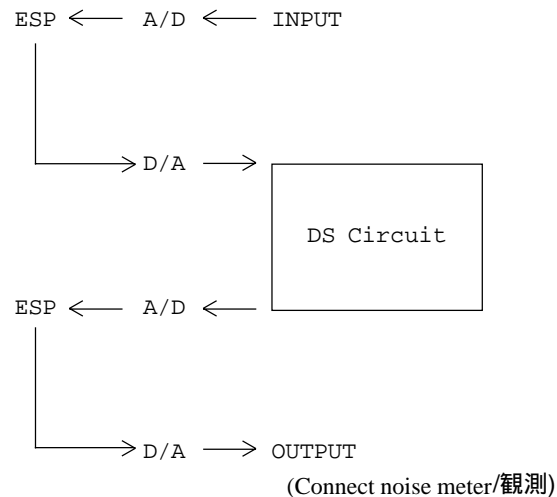 ESP A/D INPUT
D/A
DS Circuit
ESP A/D
D/A OUTPUT
(Connect noise meter/観測)